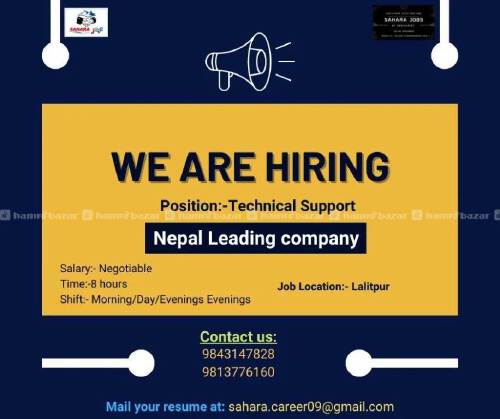 SAHARA
SAHARA JOBS
WE ARE HIRING
Position:-Technical Support
hamrobazar hamrobazar hamrobazar hamrobazar hamrobazar hamrobazar
Nepal Leading company
Salary:- Negotiable
Time:-8 hours
Job Location:- Lalitpur
Shift:- Morning/Day/Evenings Evenings
Contact us:
9843147828
9813776160
Mail your resume at: sahara.career09@gmail.com